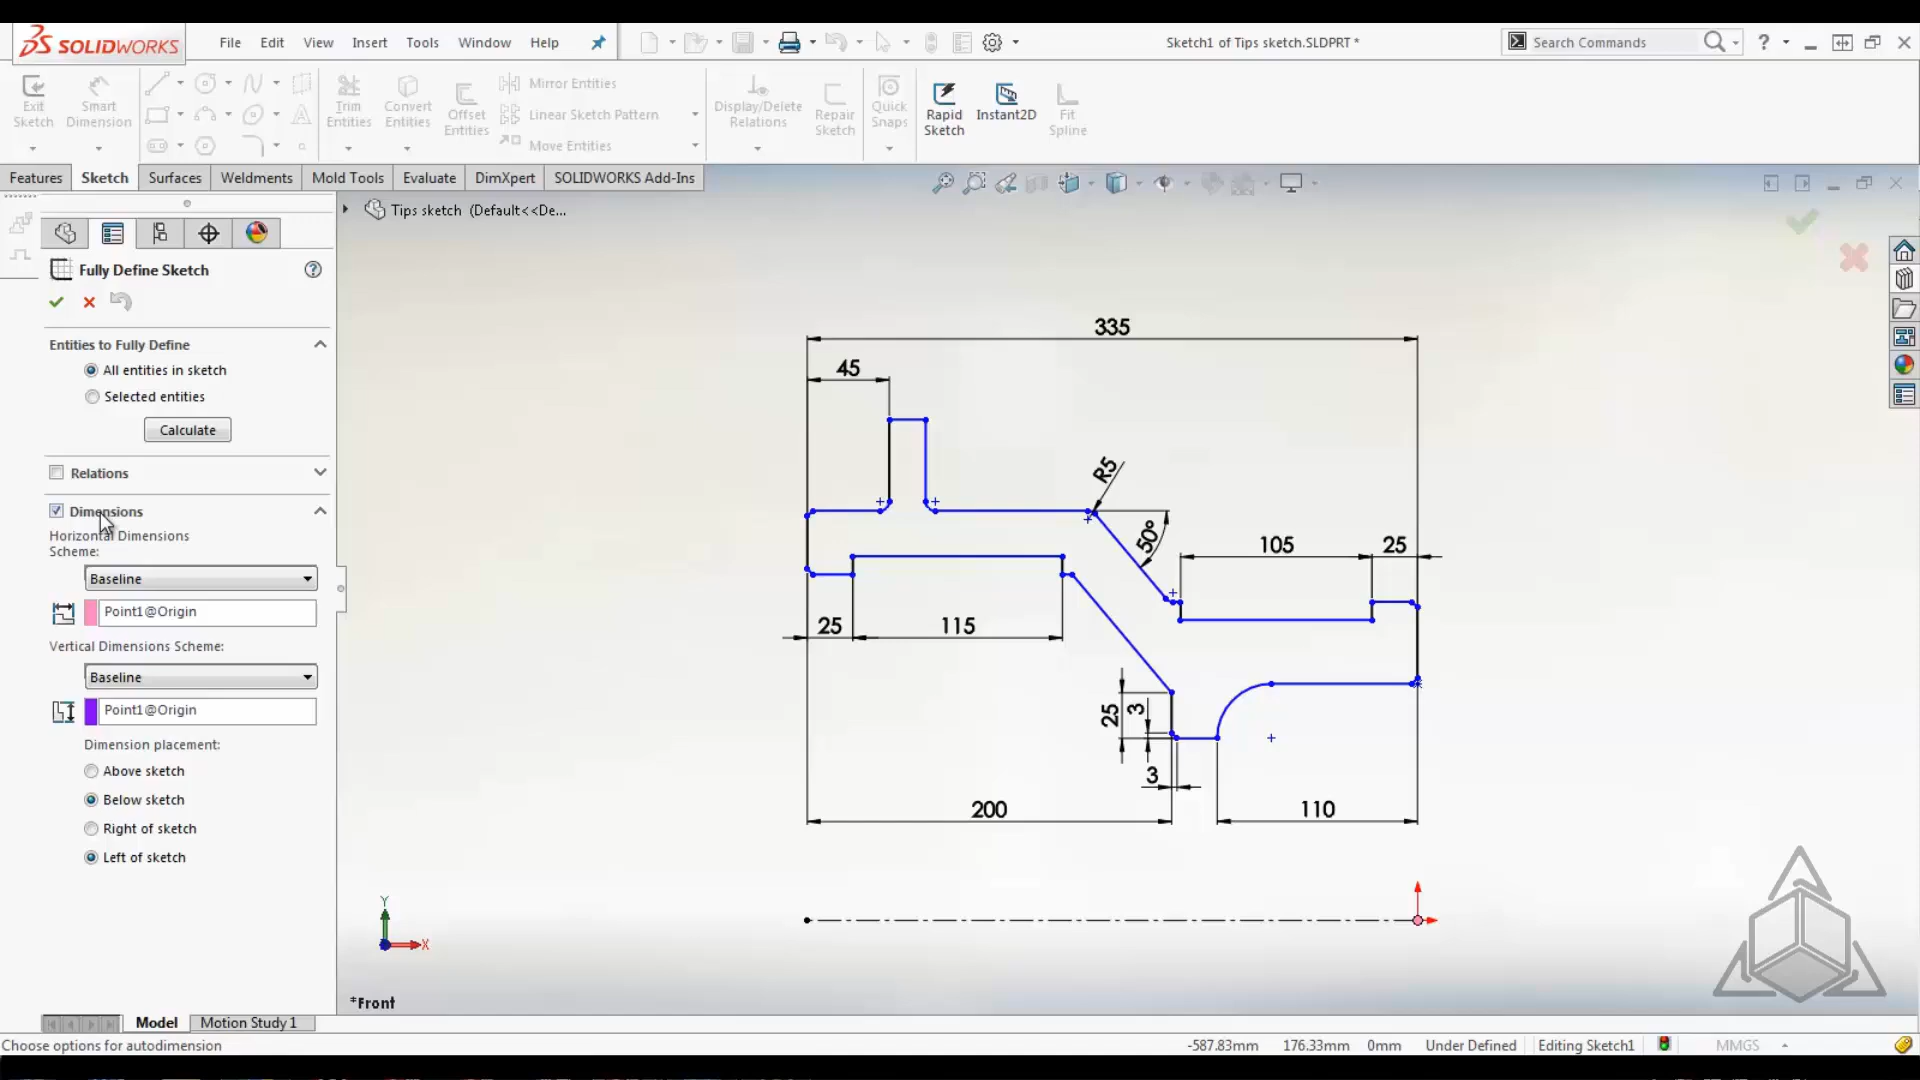 SOLIDWORKS
File Edit View Insert Tools Window Help
Sketch1 of Tips sketch.SLDPRT *
Search Commands
?
Exit Sketch
Smart Dimension
Trim Entities
Convert Entities
Offset Entities
Mirror Entities
Linear Sketch Pattern
Move Entities
Display/Delete Relations
Repair Sketch
Quick Snaps
Rapid Sketch
Instant2D
Fit Spline
Features Sketch Surfaces Weldments Mold Tools Evaluate DimXpert SOLIDWORKS Add-Ins
Tips sketch (Default<<De...
Fully Define Sketch
?
Entities to Fully Define
All entities in sketch
Selected entities
Calculate
Relations
Dimensions
Horizontal Dimensions
Scheme:
Baseline
Point1@Origin
Vertical Dimensions Scheme:
Baseline
Point1@Origin
Dimension placement:
Above sketch
Below sketch
Right of sketch
Left of sketch
335
45
R5
50°
105 25
25 115
25 3
3
200 110
Y
X
*Front
Model Motion Study 1
Choose options for autodimension
-587.83mm 176.33mm 0mm Under Defined Editing Sketch1 MMGS